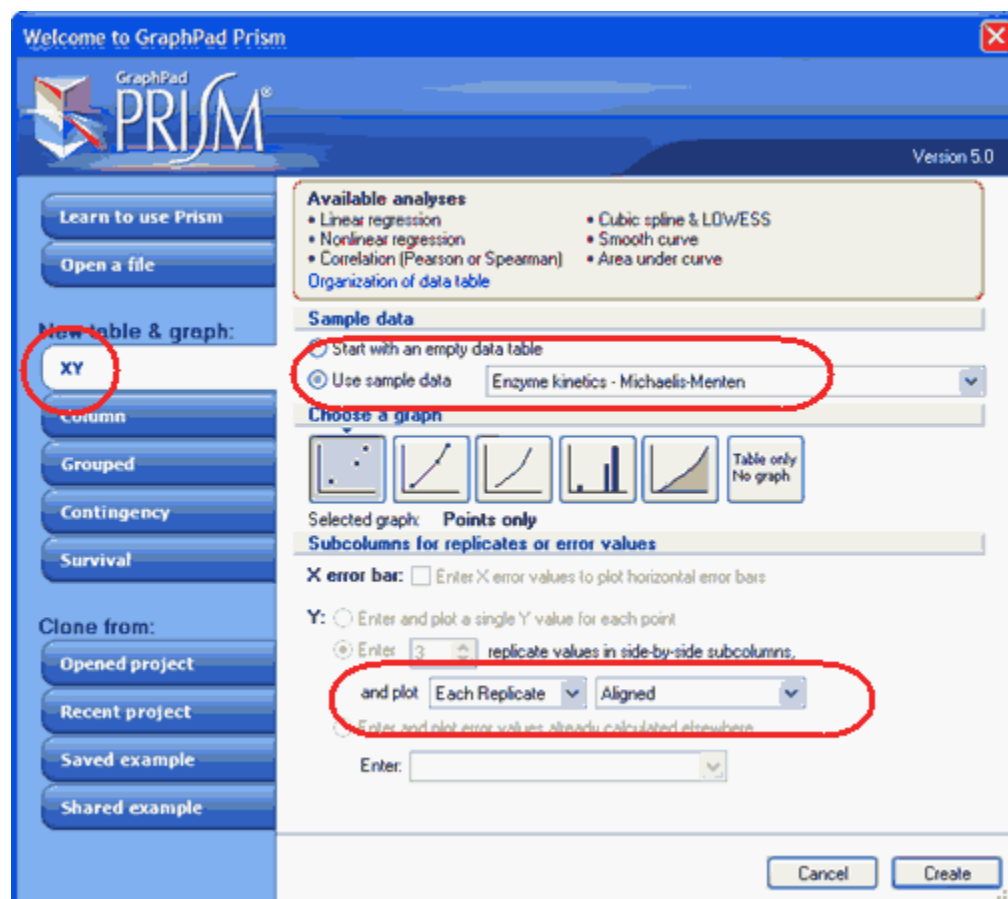 Welcome to GraphPad Prism
GraphPad
PRISM®
Version 5.0
Learn to use Prism
Open a file
New table & graph:
XY
Column
Grouped
Contingency
Survival
Clone from:
Opened project
Recent project
Saved example
Shared example
Available analyses
• Linear regression
• Nonlinear regression
• Correlation (Pearson or Spearman)
• Cubic spline & LOWESS
• Smooth curve
• Area under curve
Organization of data table
Sample data
Start with an empty data table
Use sample data Enzyme kinetics - Michaelis-Menten
Choose a graph
Table only
No graph
Selected graph: Points only
Subcolumns for replicates or error values
X error bar: Enter X error values to plot horizontal error bars
Y: Enter and plot a single Y value for each point
Enter 3 replicate values in side-by-side subcolumns,
and plot Each Replicate Aligned
Enter and plot error values already calculated elsewhere
Enter:
Cancel Create